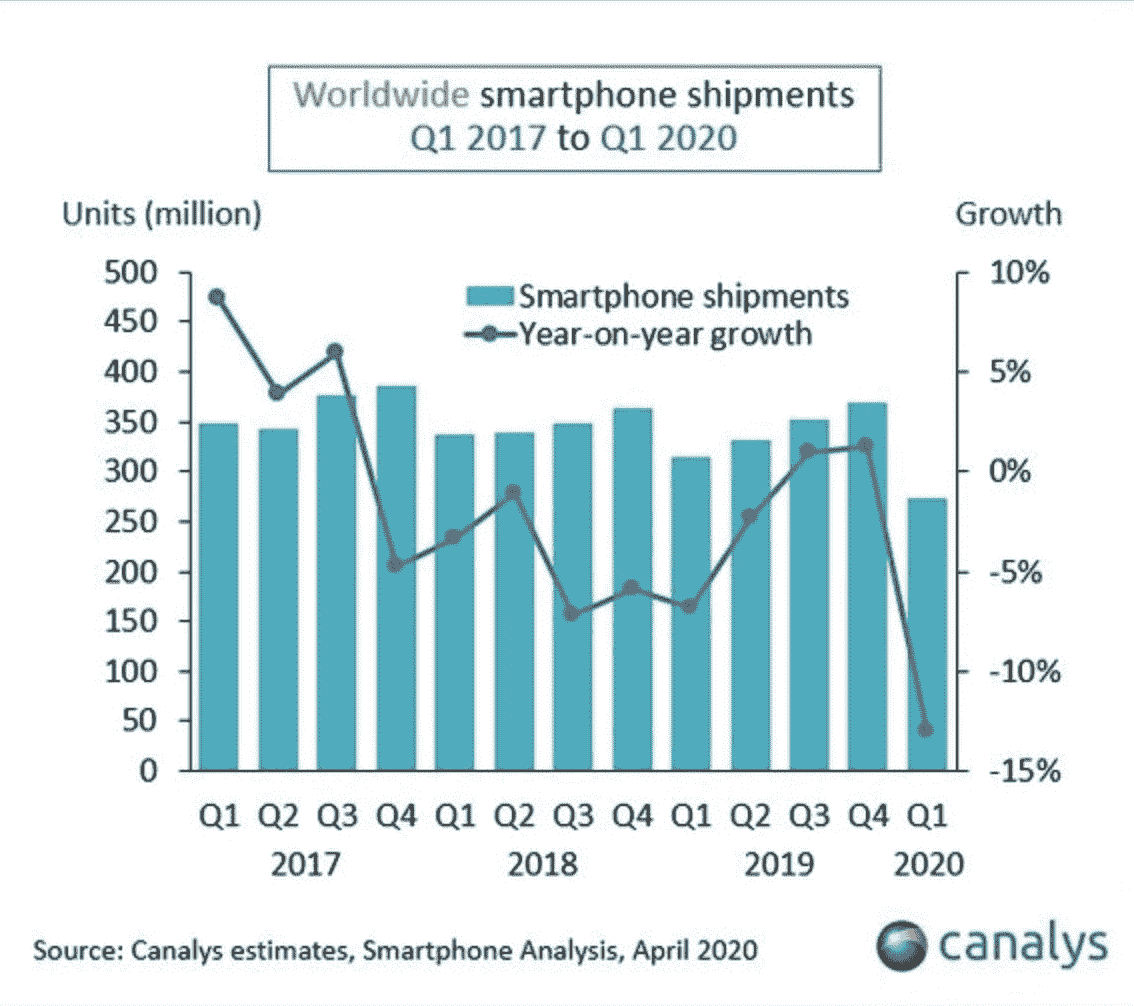 Worldwide smartphone shipments
Q1 2017 to Q1 2020
Units (million)
Growth
500
450
400
350
300
250
200
150
100
50
0
Smartphone shipments
Year-on-year growth
10%
5%
0%
-5%
-10%
-15%
Q1 Q2 Q3 Q4 Q1 Q2 Q3 Q4 Q1 Q2 Q3 Q4 Q1
2017 2018 2019 2020
Source: Canalys estimates, Smartphone Analysis, April 2020
canalys